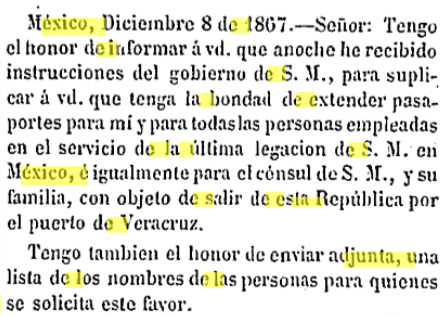 México, Diciembre 8 de 1867.—Señor: Tengo
el honor de informar á vd. que anoche he recibido
instrucciones del gobierno de S. M., para supli-
car á vd. que tenga la bondad de extender pasa-
portes para mí y para todas las personas empleadas
en el servicio de la última legacion de S. M. en
México, é igualmente para el cónsul de S. M., y su
familia, con objeto de salir de esta República por
el puerto de Veracruz.
Tengo tambien el honor de enviar adjunta, una
lista de los nombres de las personas para quienes
se solicita este favor.